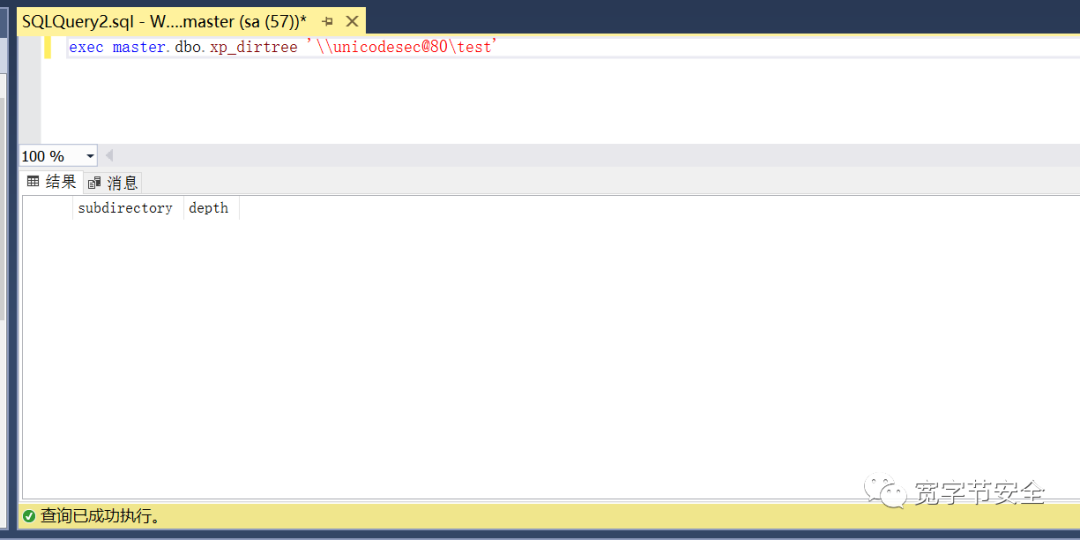 SQLQuery2.sql - W....master (sa (57))*
exec master.dbo.xp_dirtree '\\unicodesec@80\test'
100 %
结果 消息
subdirectory depth
宽字节安全
查询已成功执行。